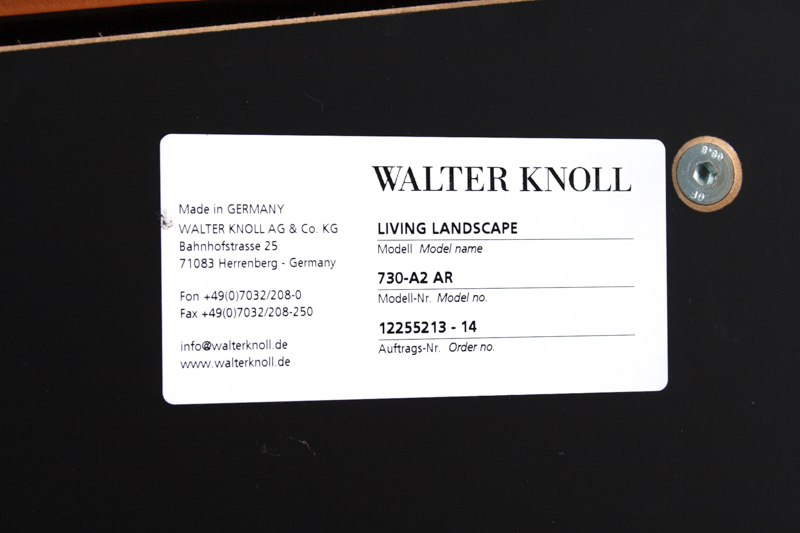 WALTER KNOLL
Made in GERMANY
WALTER KNOLL AG & Co. KG
Bahnhofstrasse 25
71083 Herrenberg - Germany
Fon +49(0)7032/208-0
Fax +49(0)7032/208-250
info@walterknoll.de
www.walterknoll.de
LIVING LANDSCAPE
Modell Model name
730-A2 AR
Modell-Nr. Model no.
12255213 - 14
Auftrags-Nr. Order no.